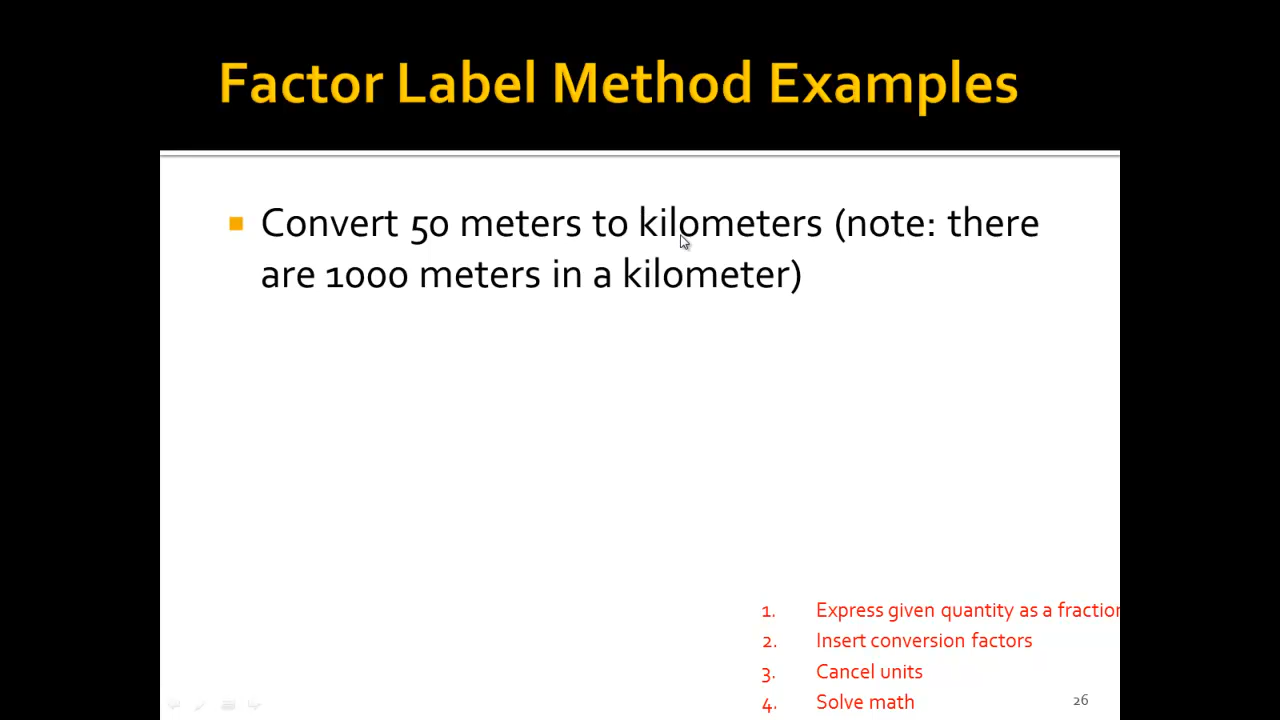 Factor Label Method Examples
Convert 50 meters to kilometers (note: there
are 1000 meters in a kilometer)
1. Express given quantity as a fraction
2. Insert conversion factors
3. Cancel units
4. Solve math
26